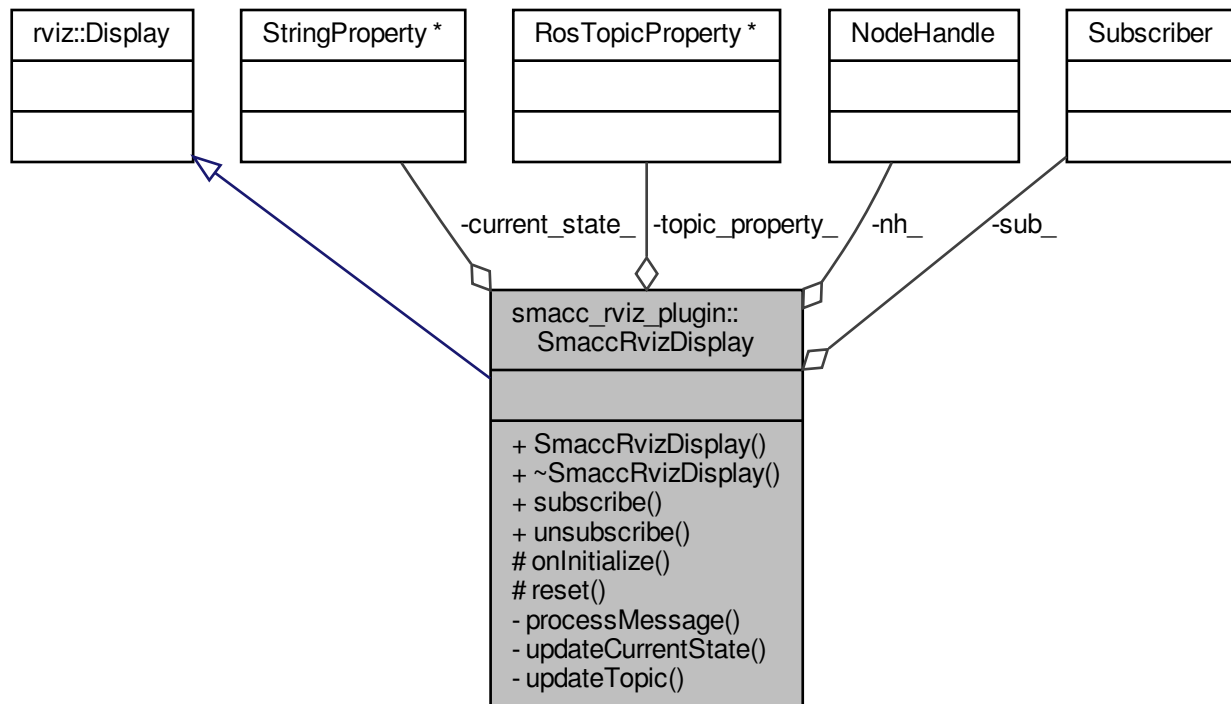 rviz::Display
StringProperty *
RosTopicProperty *
NodeHandle
Subscriber
-current_state_
-topic_property_
-nh_
-sub_
smacc_rviz_plugin::
SmaccRvizDisplay
+ SmaccRvizDisplay()
+ ~SmaccRvizDisplay()
+ subscribe()
+ unsubscribe()
# onInitialize()
# reset()
- processMessage()
- updateCurrentState()
- updateTopic()